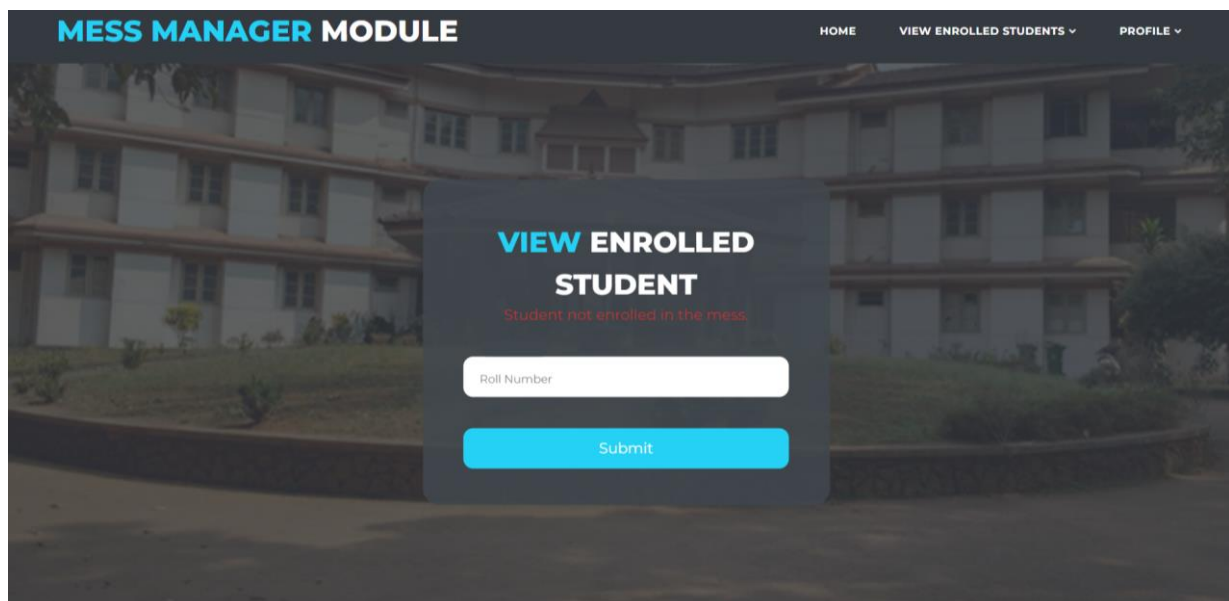 MESS MANAGER MODULE
HOME
VIEW ENROLLED STUDENTS
PROFILE
VIEW ENROLLED
STUDENT
Student not enrolled in the mess.
Roll Number
Submit